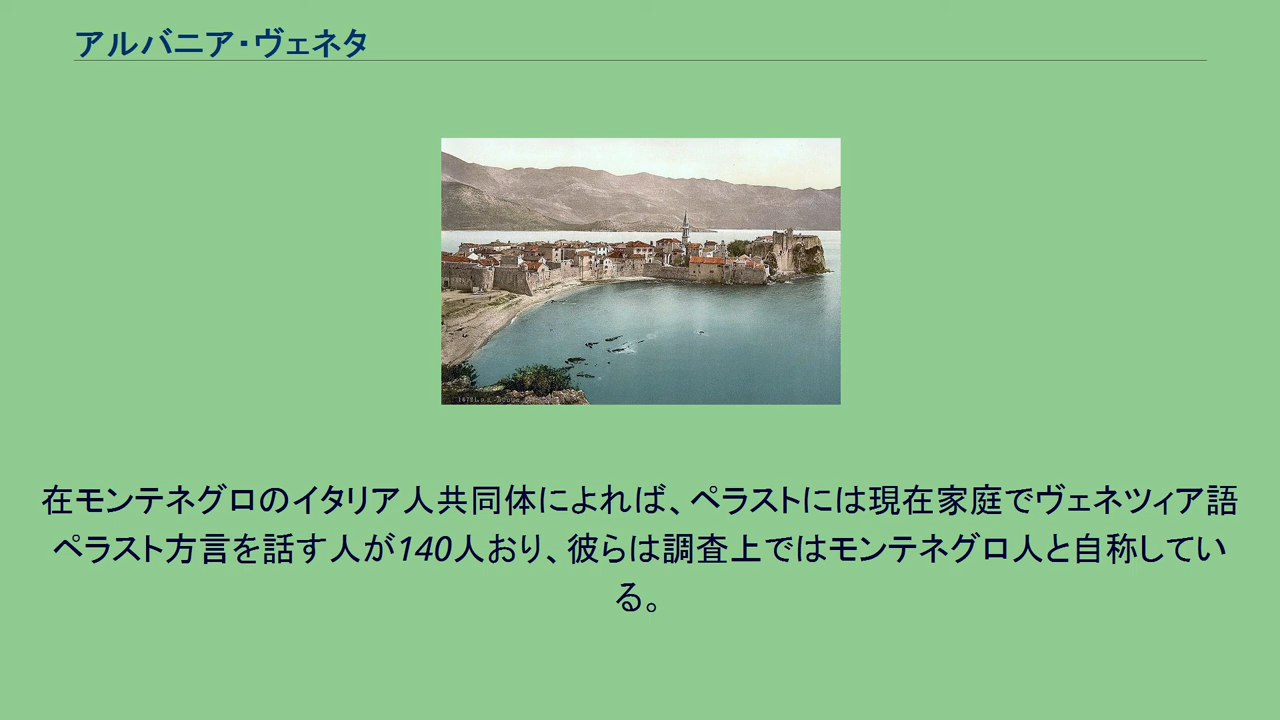 アルバニア・ヴェネタ
在モンテネグロのイタリア人共同体によれば、ペラストには現在家庭でヴェネツィア語
ペラスト方言を話す人が140人おり、彼らは調査上ではモンテネグロ人と自称してい
る。